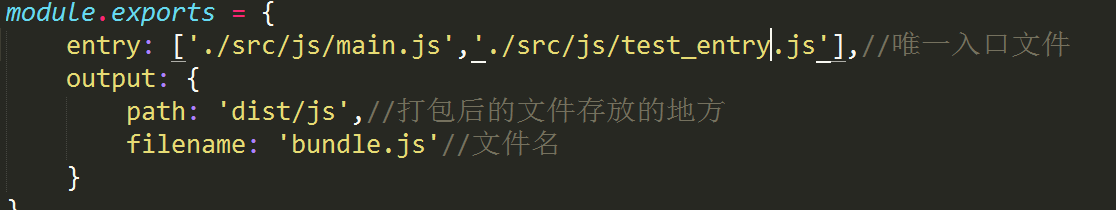 module.exports = {
entry: ['./src/js/main.js','./src/js/test_entry.js'],//唯一入口文件
output: {
path: 'dist/js',//打包后的文件存放的地方
filename: 'bundle.js'//文件名
}
}